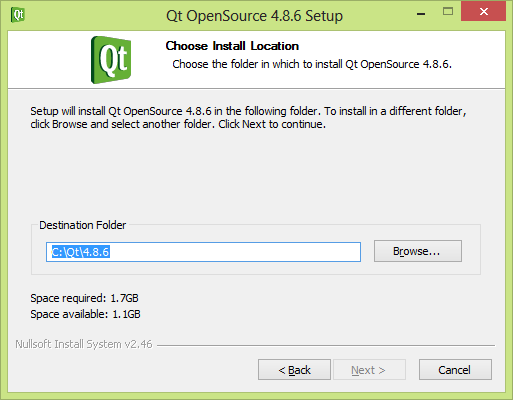 Qt OpenSource 4.8.6 Setup
Qt
Choose Install Location
Choose the folder in which to install Qt OpenSource 4.8.6.
Setup will install Qt OpenSource 4.8.6 in the following folder. To install in a different folder,
click Browse and select another folder. Click Next to continue.
Destination Folder
C:\Qt\4.8.6
Browse...
Space required: 1.7GB
Space available: 1.1GB
Nullsoft Install System v2.46
< Back
Next >
Cancel